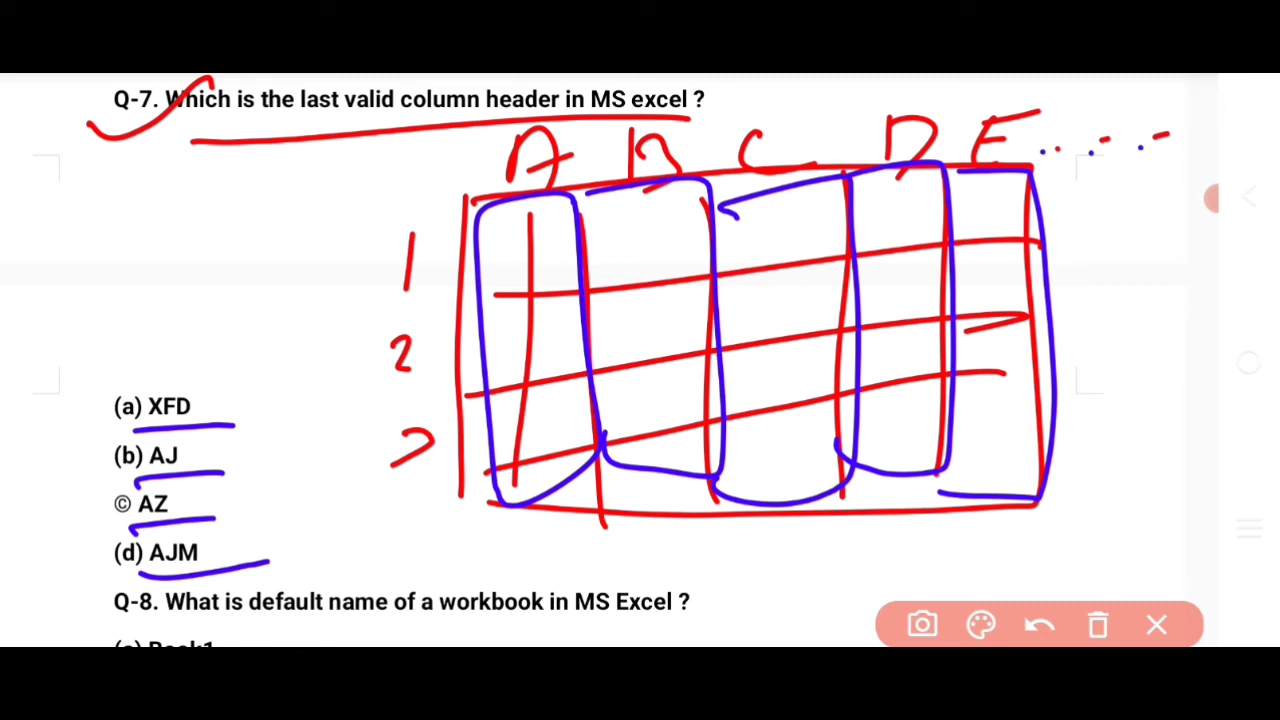 Q-7. Which is the last valid column header in MS excel ?
A B C D E
1
2
(a) XFD
(b) AJ
© AZ
(d) AJM
Q-8. What is default name of a workbook in MS Excel ?
(a) Book1